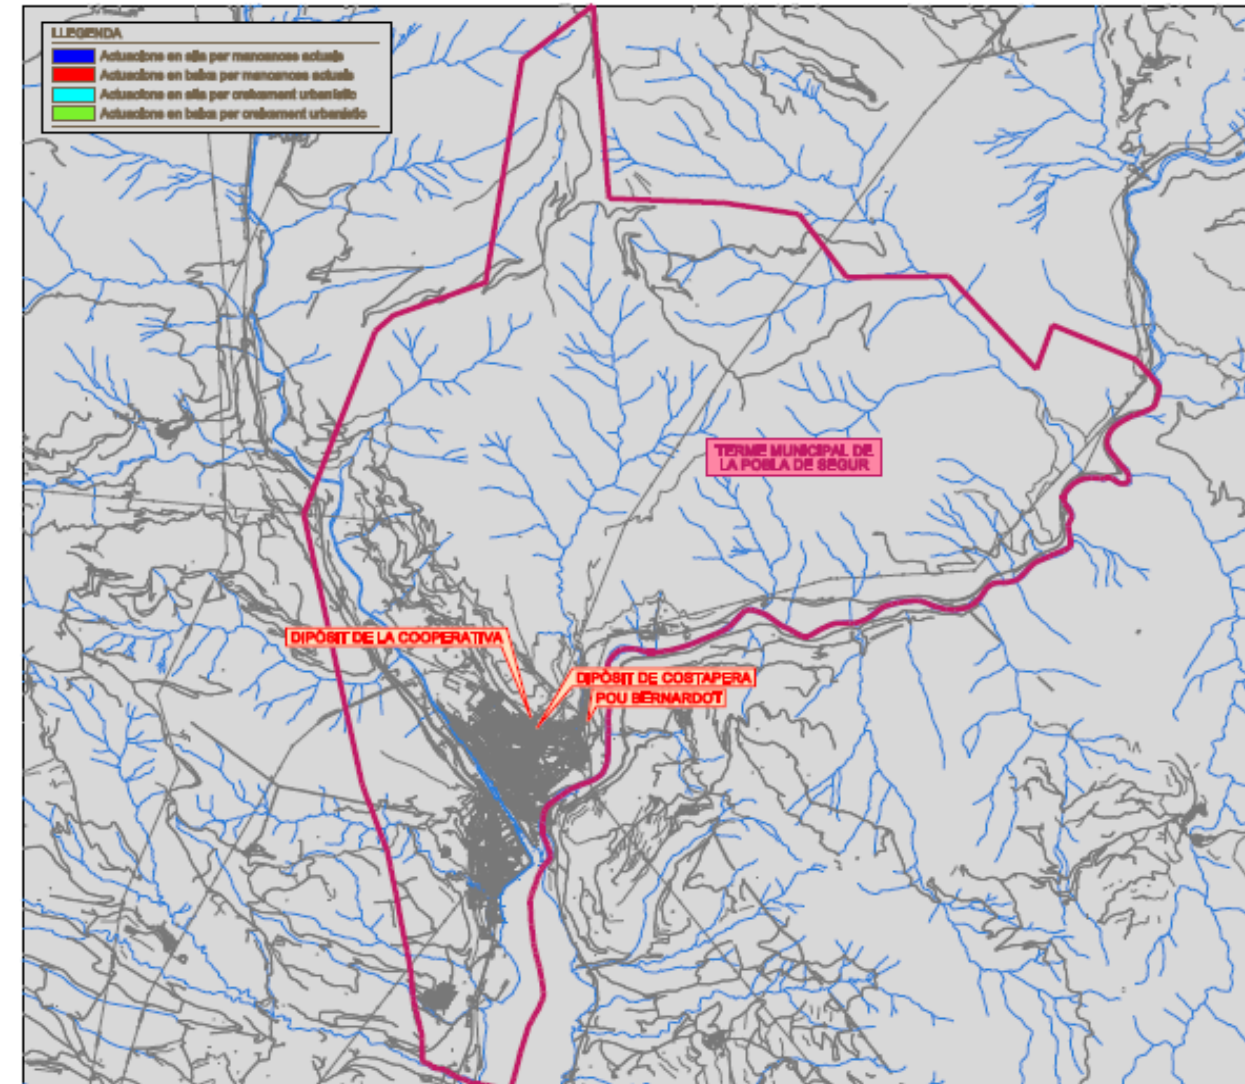 LLEGENDA
Actuacions en alta per mancances actuals
Actuacions en baixa per mancances actuals
Actuacions en alta per creixement urbanístic
Actuacions en baixa per creixement urbanístic
TERME MUNICIPAL DE
LA POBLA DE SEGUR
DIPÒSIT DE LA COOPERATIVA
DIPÒSIT DE COSTAPERA
POU BERNARDOT